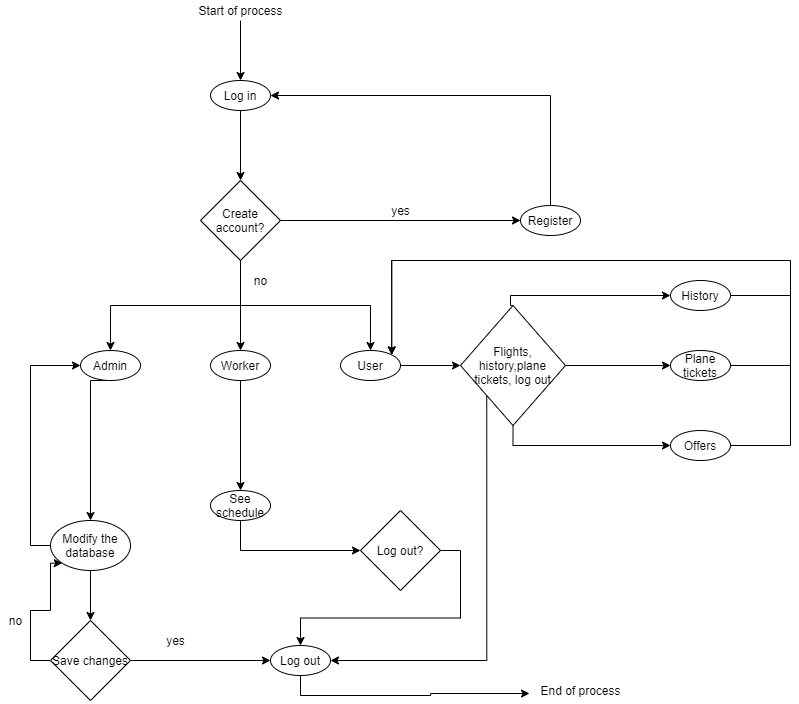 Start of process
Log in
Create
account?
yes
Register
no
History
Admin
Worker
User
Flights,
history,plane
tickets, log out
Plane
tickets
Offers
See
schedule
Modify the
database
Log out?
no
yes
Save changes
Log out
End of process